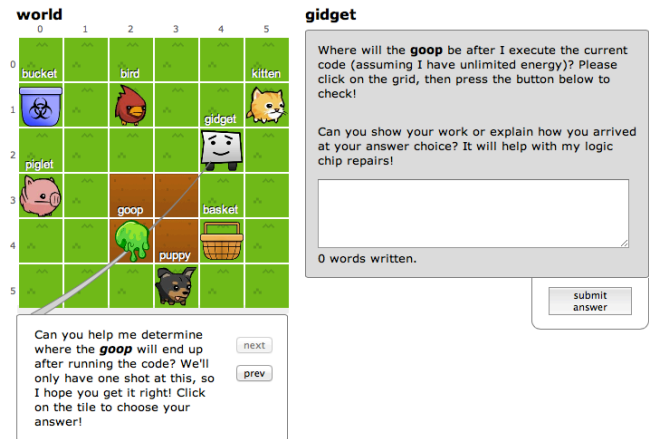 world
gidget
0 1 2 3 4 5
0
bucket
bird
kitten
1
gidget
2
piglet
3
goop
basket
4
puppy
5
Where will the goop be after I execute the current
code (assuming I have unlimited energy)? Please
click on the grid, then press the button below to
check!
Can you show your work or explain how you arrived
at your answer choice? It will help with my logic
chip repairs!
0 words written.
submit
answer
Can you help me determine
where the goop will end up
after running the code? We'll
only have one shot at this, so
I hope you get it right! Click
on the tile to choose your
answer!
next
prev